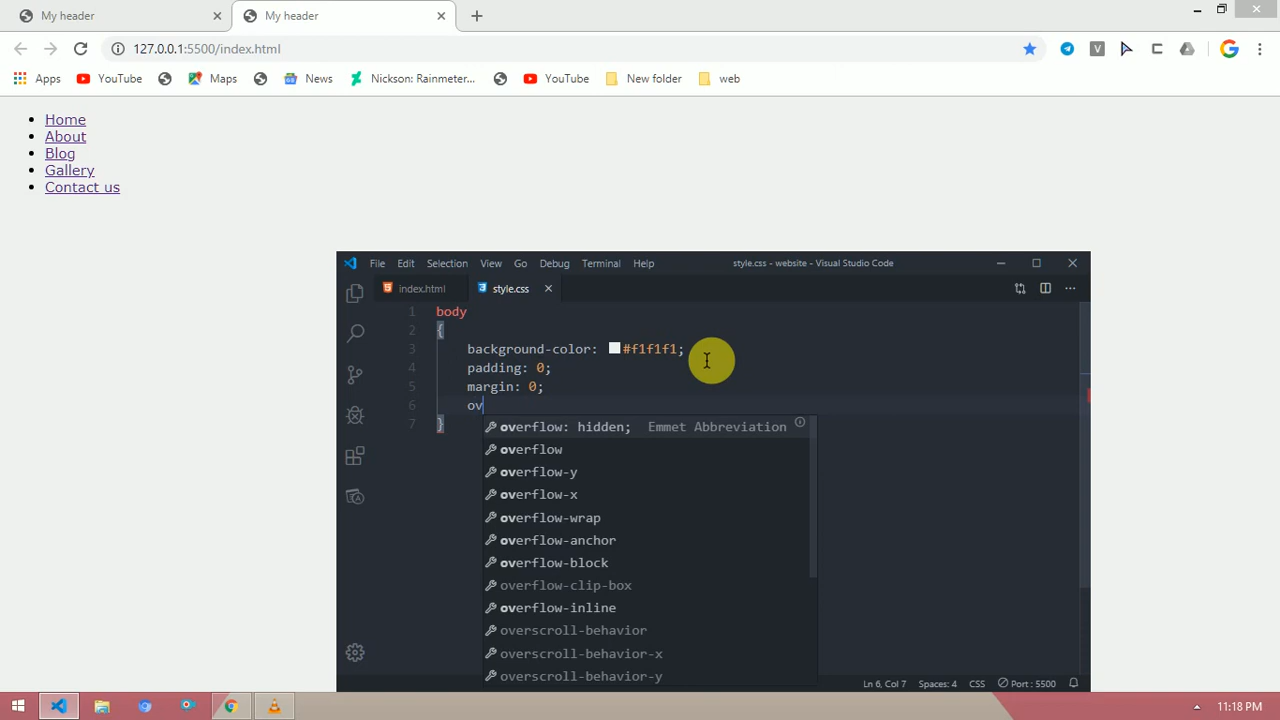 My header
My header
127.0.0.1:5500/index.html
Apps YouTube Maps News Nickson: Rainmeter... YouTube New folder web
Home
About
Blog
Gallery
Contact us
File Edit Selection View Go Debug Terminal Help style.css - website - Visual Studio Code
index.html style.css
1 body
2 {
3 background-color: #f1f1f1;
4 padding: 0;
5 margin: 0;
6 ov
7 }
overflow: hidden; Emmet Abbreviation
overflow
overflow-y
overflow-x
overflow-wrap
overflow-anchor
overflow-block
overflow-clip-box
overflow-inline
overscroll-behavior
overscroll-behavior-x
overscroll-behavior-y
Ln 6, Col 7 Spaces: 4 CSS Port : 5500
11:18 PM